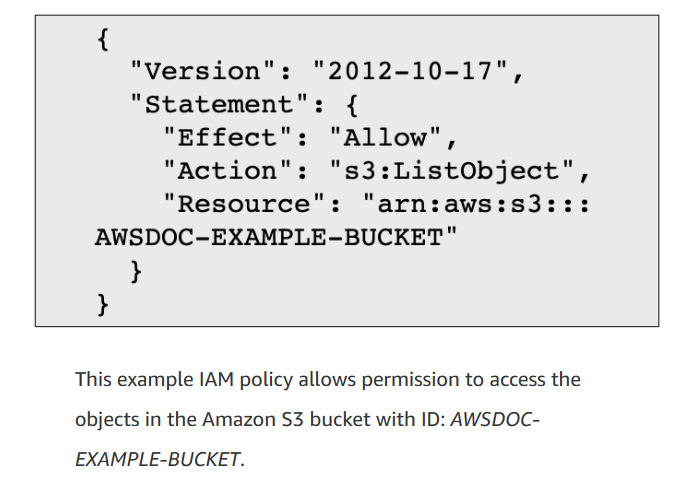 {
"Version": "2012-10-17",
"Statement": {
"Effect": "Allow",
"Action": "s3:ListObject",
"Resource": "arn:aws:s3:::
AWSDOC-EXAMPLE-BUCKET"
}
}
This example IAM policy allows permission to access the
objects in the Amazon S3 bucket with ID: AWSDOC-
EXAMPLE-BUCKET.